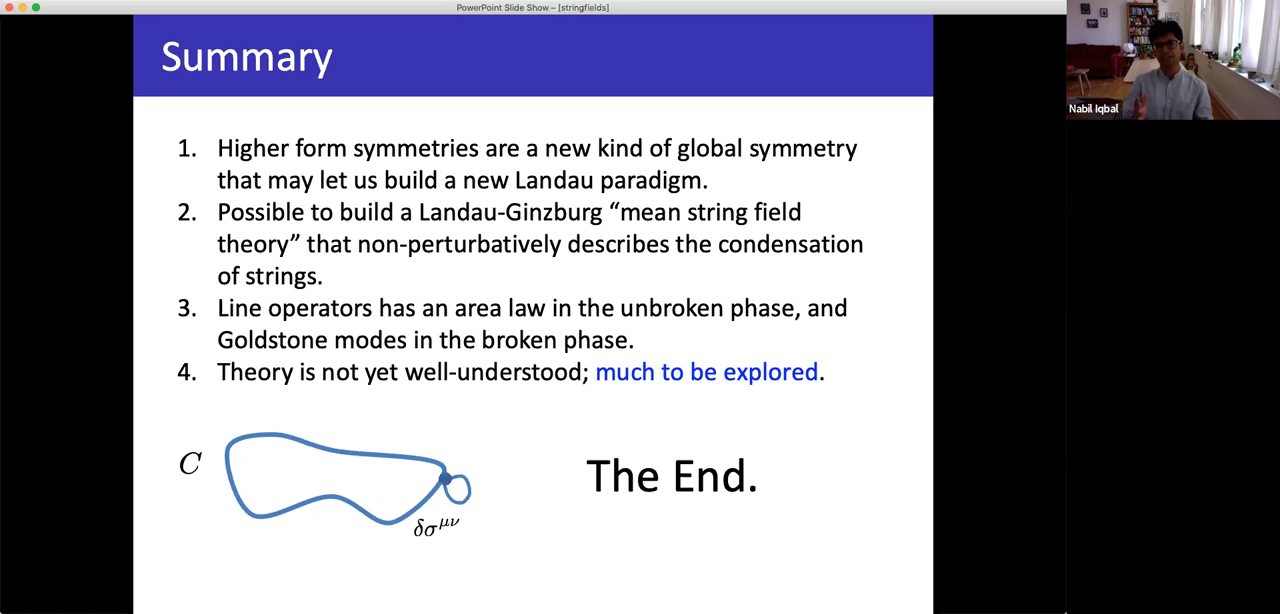 PowerPoint Slide Show – [stringfields]
Summary
Nabil Iqbal
1. Higher form symmetries are a new kind of global symmetry
that may let us build a new Landau paradigm.
2. Possible to build a Landau-Ginzburg “mean string field
theory” that non-perturbatively describes the condensation
of strings.
3. Line operators has an area law in the unbroken phase, and
Goldstone modes in the broken phase.
4. Theory is not yet well-understood; much to be explored.
C
The End.
δσ^μν